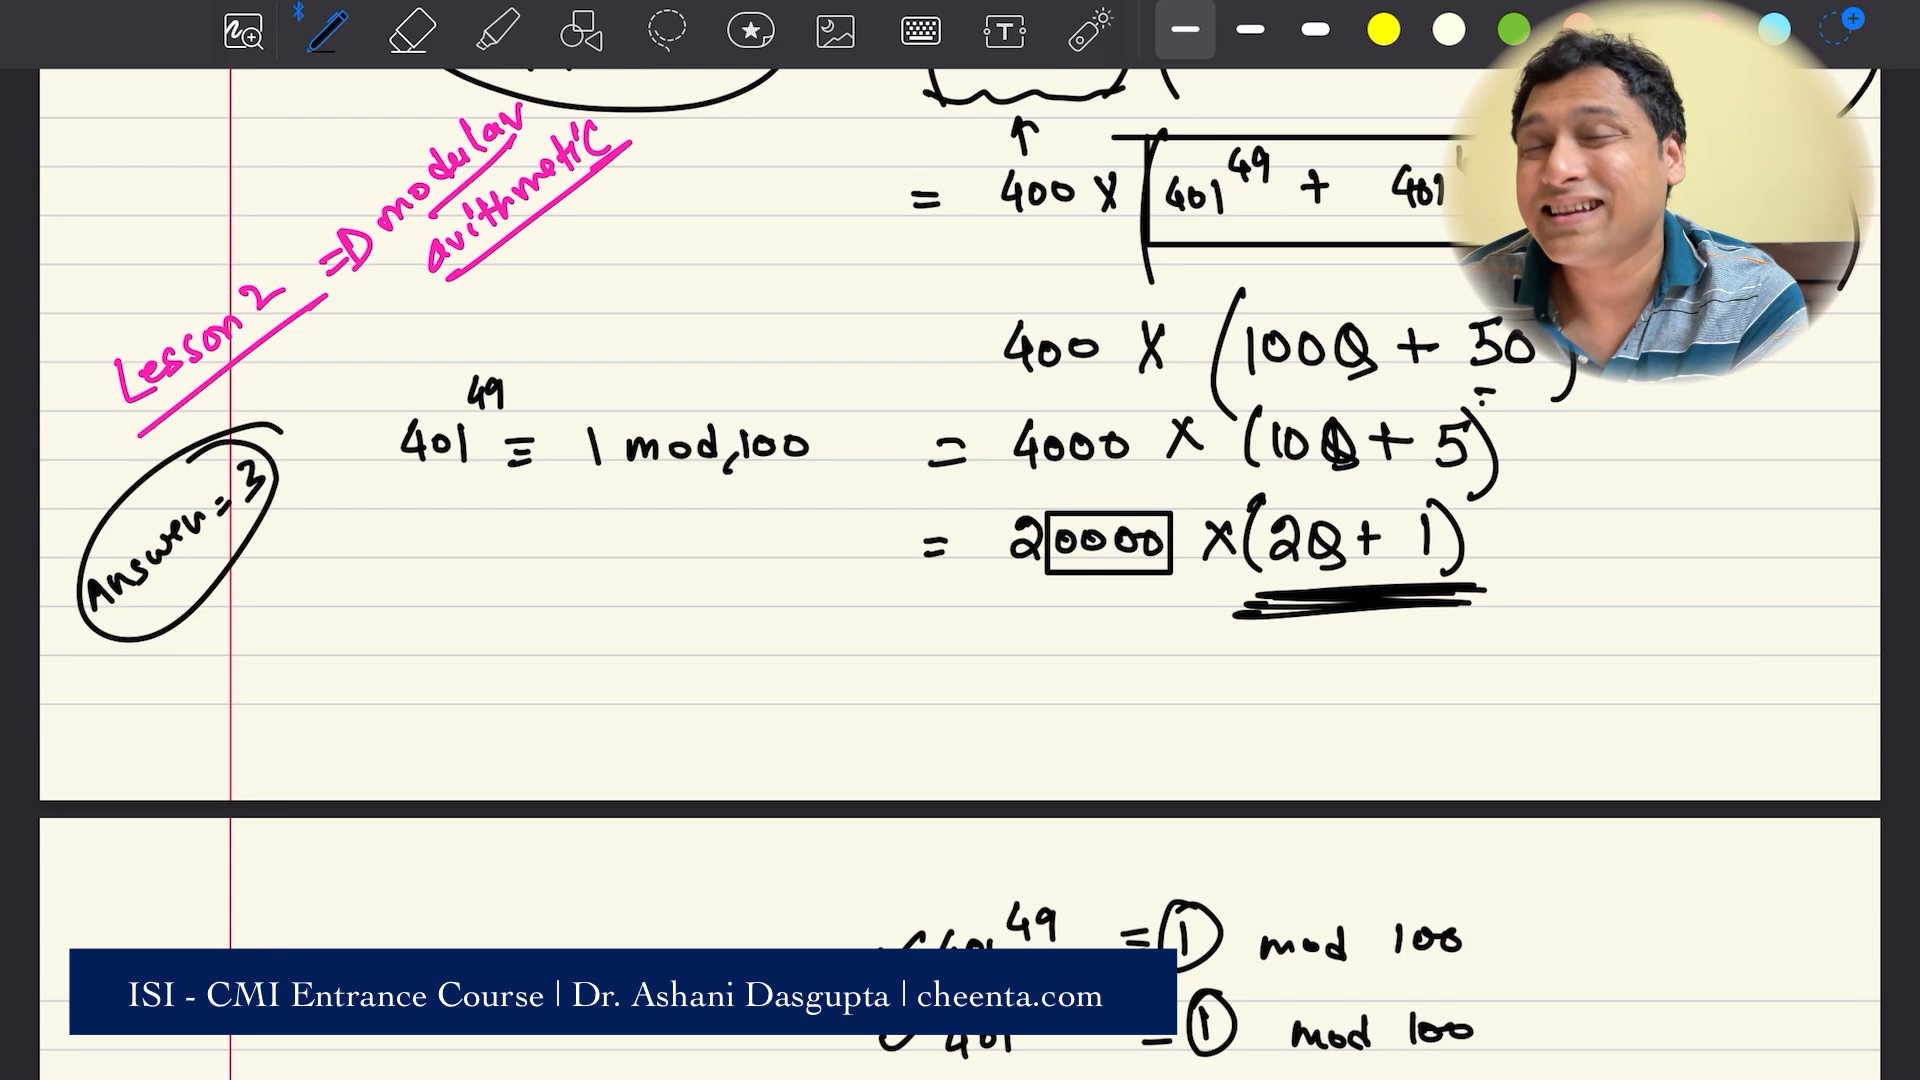 Lesson 2 => modular
arithmetic
= 400 × [401^49 + 401
400 × (100Q + 50)
401^49 ≡ 1 mod 100
= 4000 × (10Q + 5)
Answer = 3
= 20000 × (2Q + 1)
49 = 1 mod 100
401 = 1 mod 100
T
ISI - CMI Entrance Course | Dr. Ashani Dasgupta | cheenta.com